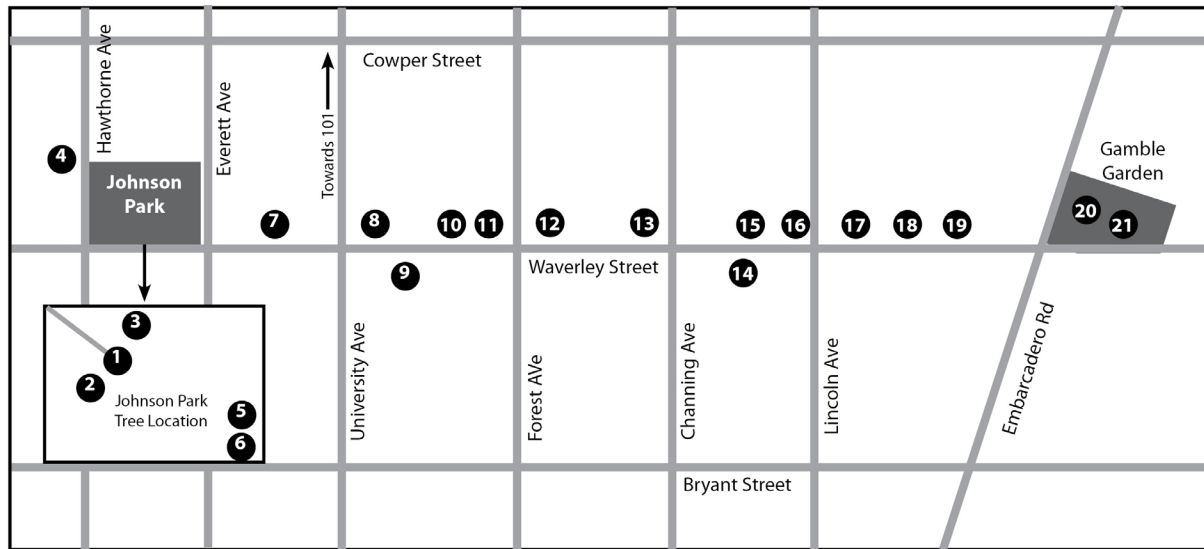 Cowper Street
Hawthorne Ave
Everett Ave
Towards 101
Gamble
Garden
4
Johnson
Park
7
8
10
11
12
13
15
16
17
18
19
20
21
Waverley Street
9
14
3
1
2
Johnson Park
Tree Location
5
6
University Ave
Forest AVe
Channing Ave
Lincoln Ave
Embarcadero Rd
Bryant Street